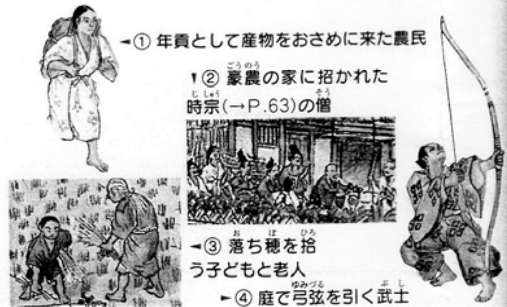 ◄① 年貢として産物をおさめに来た農民
▼② 豪農の家に招かれた
時宗(→P.63)の僧
◄③ 落ち穂を拾
う子どもと老人
►④ 庭で弓弦を引く武士